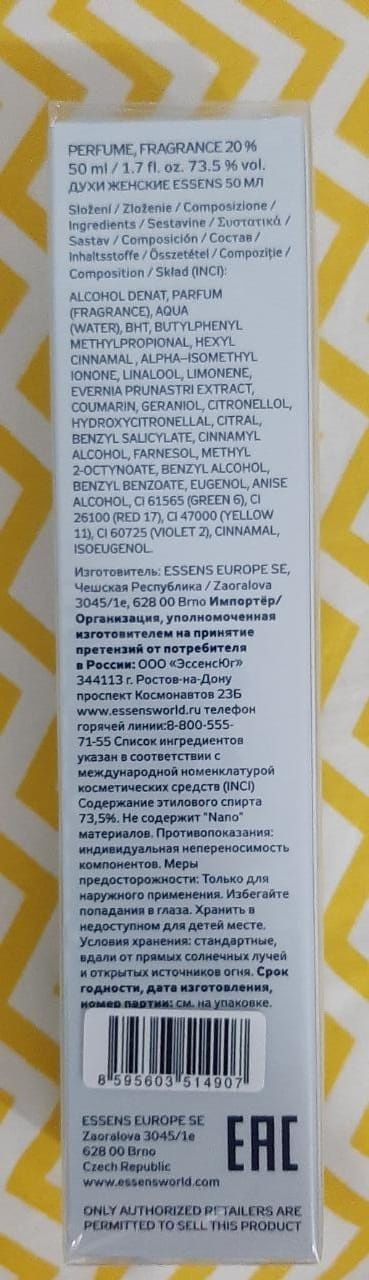 PERFUME, FRAGRANCE 20 %
50 ml / 1.7 fl. oz. 73.5 % vol.
ДУХИ ЖЕНСКИЕ ESSENS 50 МЛ
Složení / Zloženie / Composizione /
Ingredients / Sestavine / Συστατικά /
Sastav / Composición / Состав /
Inhaltsstoffe / Összetétel / Compoziţie /
Composition / Skład (INCI):
ALCOHOL DENAT, PARFUM
(FRAGRANCE), AQUA
(WATER), BHT, BUTYLPHENYL
METHYLPROPIONAL, HEXYL
CINNAMAL, ALPHA-ISOMETHYL
IONONE, LINALOOL, LIMONENE,
EVERNIA PRUNASTRI EXTRACT,
COUMARIN, GERANIOL, CITRONELLOL,
HYDROXYCITRONELLAL, CITRAL,
BENZYL SALICYLATE, CINNAMYL
ALCOHOL, FARNESOL, METHYL
2-OCTYNOATE, BENZYL ALCOHOL,
BENZYL BENZOATE, EUGENOL, ANISE
ALCOHOL, CI 61565 (GREEN 6), CI
26100 (RED 17), CI 47000 (YELLOW
11), CI 60725 (VIOLET 2), CINNAMAL,
ISOEUGENOL.
Изготовитель: ESSENS EUROPE SE,
Чешская Республика / Zaoralova
3045/1e, 628 00 Brno Импортёр/
Организация, уполномоченная
изготовителем на принятие
претензий от потребителя
в России: ООО «ЭссенсЮг»
344113 г. Ростов-на-Дону
проспект Космонавтов 23Б
www.essensworld.ru телефон
горячей линии:8-800-555-
71-55 Список ингредиентов
указан в соответствии с
международной номенклатурой
косметических средств (INCI)
Содержание этилового спирта
73,5%. Не содержит "Nano"
материалов. Противопоказания:
индивидуальная непереносимость
компонентов. Меры
предосторожности: Только для
наружного применения. Избегайте
попадания в глаза. Хранить в
недоступном для детей месте.
Условия хранения: стандартные,
вдали от прямых солнечных лучей
и открытых источников огня. Срок
годности, дата изготовления,
номер партии: см. на упаковке.
8 595603 514907
ESSENS EUROPE SE
Zaoralova 3045/1e
628 00 Brno
Czech Republic
www.essensworld.com
EAC
ONLY AUTHORIZED RETAILERS ARE
PERMITTED TO SELL THIS PRODUCT